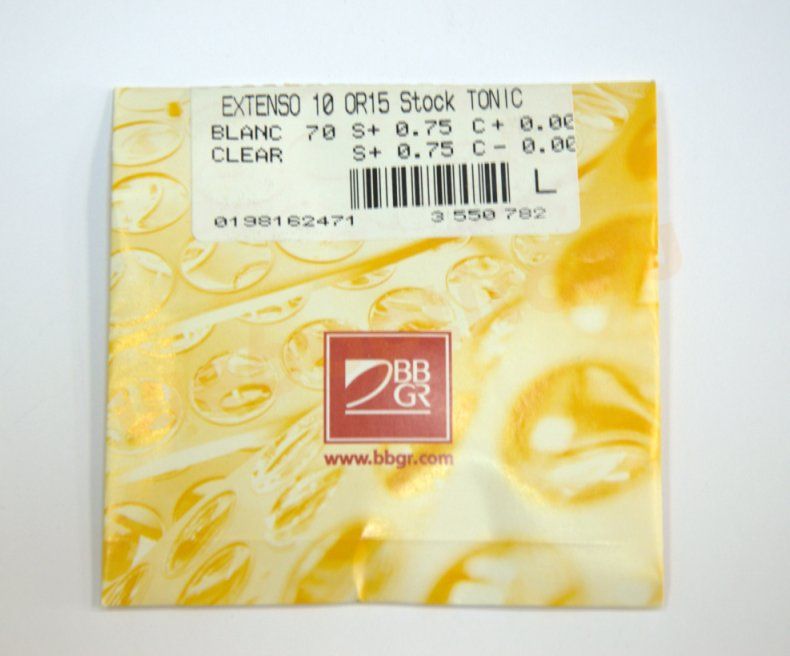 EXTENSO 10 OR15 Stock TONIC
BLANC 70 S+ 0.75 C+ 0.00
CLEAR S+ 0.75 C- 0.00
L
0198162471 3 550 782
BB
GR
www.bbgr.com